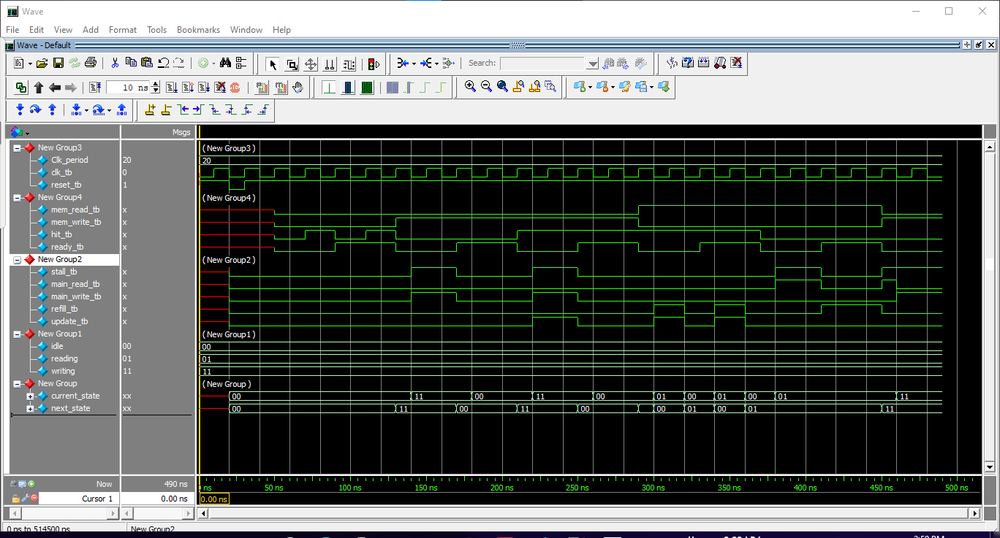 Wave
File Edit View Add Format Tools Bookmarks Window Help
Wave - Default
Search:
10 ns
Msgs
New Group3 (New Group3)
Clk_period 20 20
clk_tb 0
reset_tb 1
New Group4 (New Group4)
mem_read_tb x
mem_write_tb x
hit_tb x
ready_tb x
New Group2 (New Group2)
stall_tb x
main_read_tb x
main_write_tb x
refill_tb x
update_tb x
New Group1 (New Group1)
idle 00 00
reading 01 01
writing 11 11
New Group (New Group)
current_state xx 00 11 00 11 00 01 00 01 00 01 11
next_state xx 00 11 00 11 00 00 01 00 01 11
Now 490 ns ns 50 ns 100 ns 150 ns 200 ns 250 ns 300 ns 350 ns 400 ns 450 ns 500 ns
Cursor 1 0.00 ns 0.00 ns
0 ns to 514500 ns New Group2